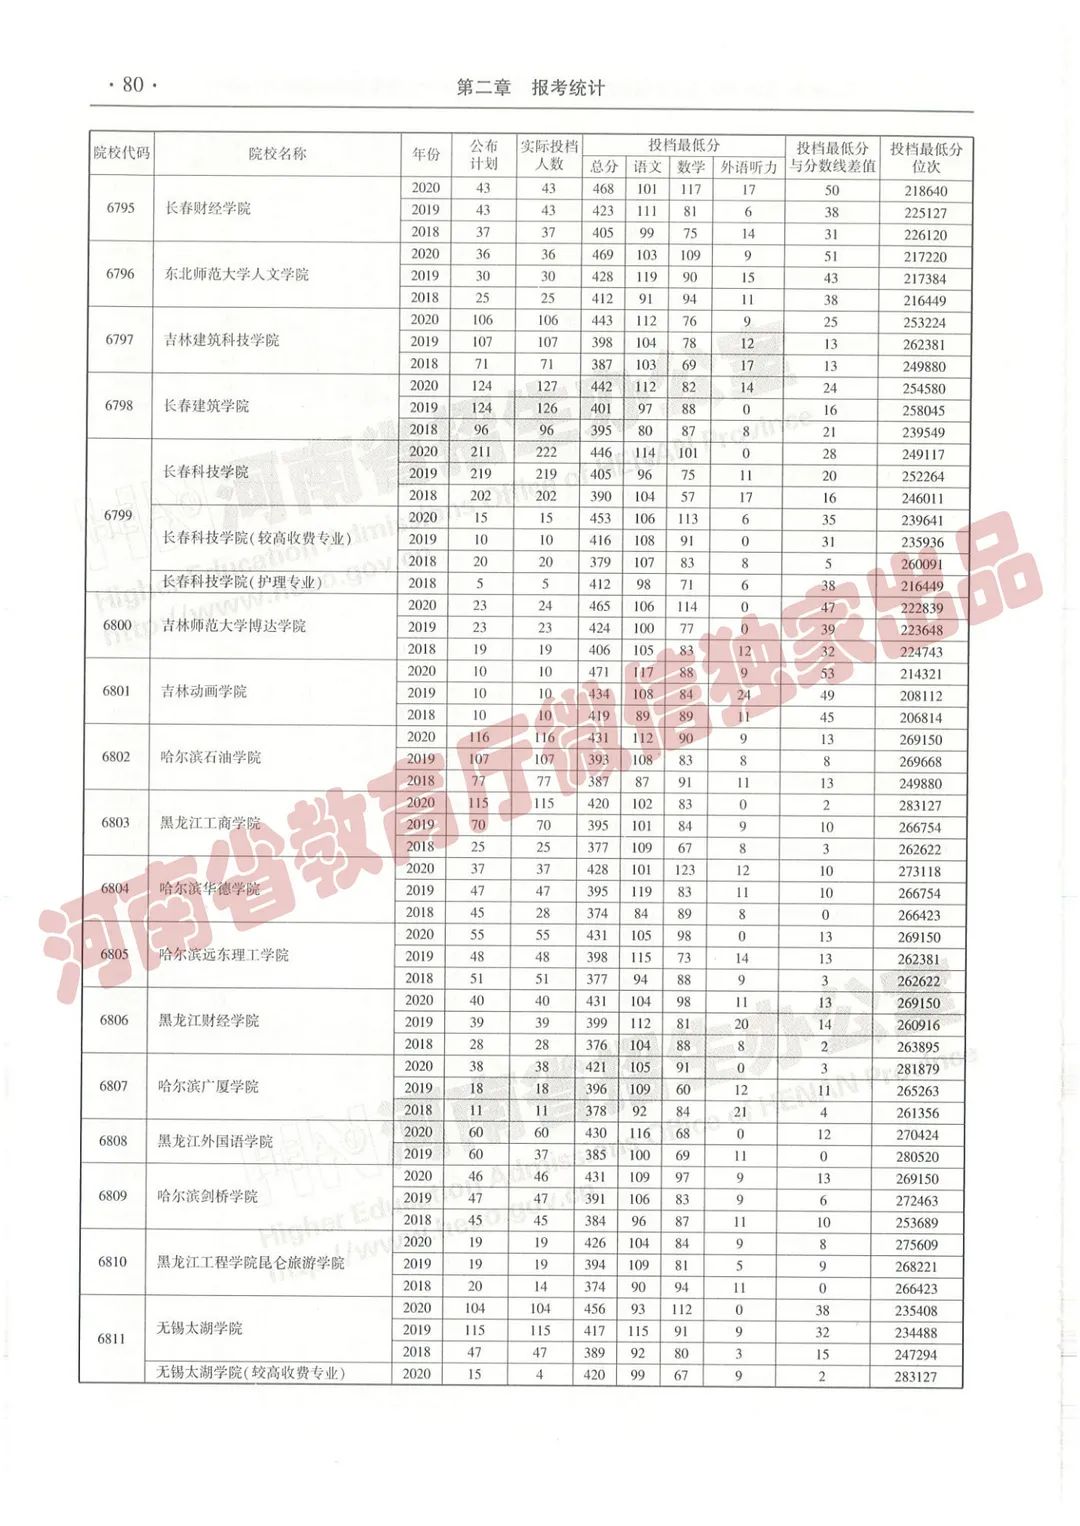 · 80 ·
第二章 报考统计
院校代码 院校名称 年份 公布计划 实际投档人数 投档最低分 投档最低分与分数线差值 投档最低分位次
总分 语文 数学 外语听力
6795 长春财经学院 2020 43 43 468 101 117 17 50 218640
2019 43 43 423 111 81 6 38 225127
2018 37 37 405 99 75 14 31 226120
6796 东北师范大学人文学院 2020 36 36 469 103 109 9 51 217220
2019 30 30 428 119 90 15 43 217384
2018 25 25 412 91 94 11 38 216449
6797 吉林建筑科技学院 2020 106 106 443 112 76 9 25 253224
2019 107 107 398 104 78 12 13 262381
2018 71 71 387 103 69 17 13 249880
6798 长春建筑学院 2020 124 127 442 112 82 14 24 254580
2019 124 126 401 97 88 0 16 258045
2018 96 96 395 80 87 8 21 239549
6799 长春科技学院 2020 211 222 446 114 101 0 28 249117
2019 219 219 405 96 75 11 20 252264
2018 202 202 390 104 57 17 16 246011
长春科技学院(较高收费专业) 2020 15 15 453 106 113 6 35 239641
2019 10 10 416 108 91 0 31 235936
2018 20 20 379 107 83 8 5 260091
长春科技学院(护理专业) 2018 5 5 412 98 71 6 38 216449
6800 吉林师范大学博达学院 2020 23 24 465 106 114 0 47 222839
2019 23 23 424 100 77 0 39 223648
2018 19 19 406 105 83 12 32 224743
6801 吉林动画学院 2020 10 10 471 117 88 9 53 214321
2019 10 10 434 108 84 24 49 208112
2018 10 10 419 89 89 11 45 206814
6802 哈尔滨石油学院 2020 116 116 431 112 90 9 13 269150
2019 107 107 393 108 83 8 8 269668
2018 77 77 387 87 91 11 13 249880
6803 黑龙江工商学院 2020 115 115 420 102 83 0 2 283127
2019 70 70 395 101 84 9 10 266754
2018 25 25 377 109 67 8 3 262622
6804 哈尔滨华德学院 2020 37 37 428 101 123 12 10 273118
2019 47 47 395 119 83 11 10 266754
2018 45 28 374 84 89 8 0 266423
6805 哈尔滨远东理工学院 2020 55 55 431 105 98 0 13 269150
2019 48 48 398 115 73 14 13 262381
2018 51 51 377 94 88 9 3 262622
6806 黑龙江财经学院 2020 40 40 431 104 98 11 13 269150
2019 39 39 399 112 81 20 14 260916
2018 28 28 376 104 88 8 2 263895
6807 哈尔滨广厦学院 2020 38 38 421 105 91 0 3 281879
2019 18 18 396 109 60 12 11 265263
2018 11 11 378 92 84 21 4 261356
6808 黑龙江外国语学院 2020 60 60 430 116 68 0 12 270424
2019 60 37 385 100 69 11 0 280520
6809 哈尔滨剑桥学院 2020 46 46 431 109 97 9 13 269150
2019 47 47 391 106 83 9 6 272463
2018 45 45 384 96 87 11 10 253689
6810 黑龙江工程学院昆仑旅游学院 2020 19 19 426 104 84 9 8 275609
2019 19 19 394 109 81 5 9 268221
2018 20 14 374 90 94 11 0 266423
6811 无锡太湖学院 2020 104 104 456 93 112 0 38 235408
2019 115 115 417 115 91 9 32 234488
2018 47 47 389 92 80 3 15 247294
无锡太湖学院(较高收费专业) 2020 15 4 420 99 67 9 2 283127
河南省教育厅微信独家出品
河南省招生办公室
Higher Education Admissions Office of HENAN Province
河南省招生办公室
Higher Education Admissions Office of HENAN Province